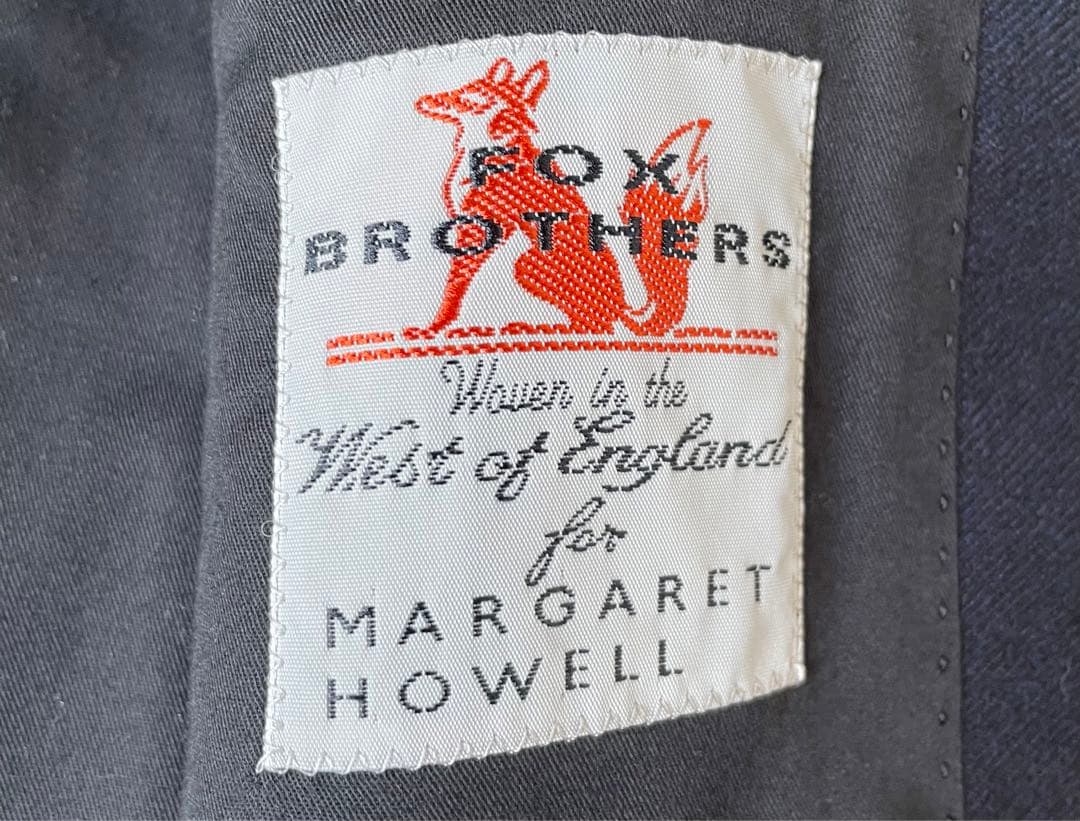 FOX
BROTHERS
Woven in the
West of England
for
MARGARET
HOWELL